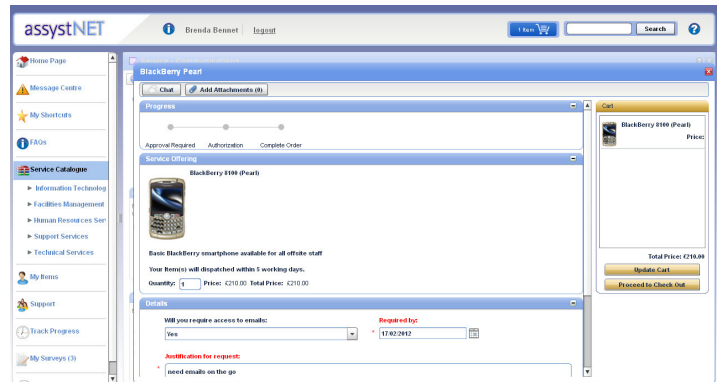 assystNET
Brenda Bennet logout
1 Item
Search
Home Page
Message Centre
My Shortcuts
FAQs
Service Catalogue
Information Technolog
Facilities Management
Human Resources Ser
Support Services
Technical Services
My Items
Support
Track Progress
My Surveys (3)
BlackBerry Pearl
Chat Add Attachments (0)
Progress
Approval Required Authorization Complete Order
Service Offering
BlackBerry 8100 (Pearl)
Basic BlackBerry smartphone available for all offsite staff
Your Item(s) will dispatched within 5 working days.
Quantity: 1 Price: £210.00 Total Price: £210.00
Details
Will you require access to emails: Required by:
Yes * 17/02/2012
Justification for request:
* need emails on the go
Cart
BlackBerry 8100 (Pearl)
Price:
Total Price: £210.00
Update Cart
Proceed to Check Out